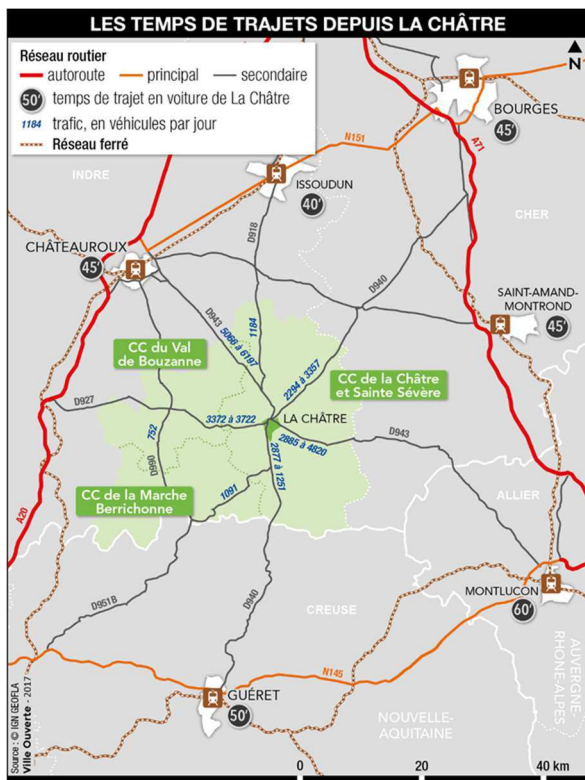 LES TEMPS DE TRAJETS DEPUIS LA CHÂTRE
Réseau routier
autoroute principal secondaire
50' temps de trajet en voiture de La Châtre
1184 trafic, en véhicules par jour
Réseau ferré
N
BOURGES
45'
A71
N151
INDRE
ISSOUDUN
40'
CHER
D918
CHÂTEAUROUX
45'
D940
SAINT-AMAND-
MONTROND
45'
D943
5066 à 6197
1184
2294 à 3357
CC du Val
de Bouzanne
CC de la Châtre
et Sainte Sévère
D927
3372 à 3722
LA CHÂTRE
752
2885 à 4820
D943
2877 à 1251
D990
1091
CC de la Marche
Berrichonne
ALLIER
A20
D951B
D940
CREUSE
MONTLUCON
60'
N145
GUÉRET
50'
NOUVELLE-
AQUITAINE
AUVERGNE-
RHONE-ALPES
Source : © IGN GEOFLA
Ville Ouverte - 2017
0 20 40 km